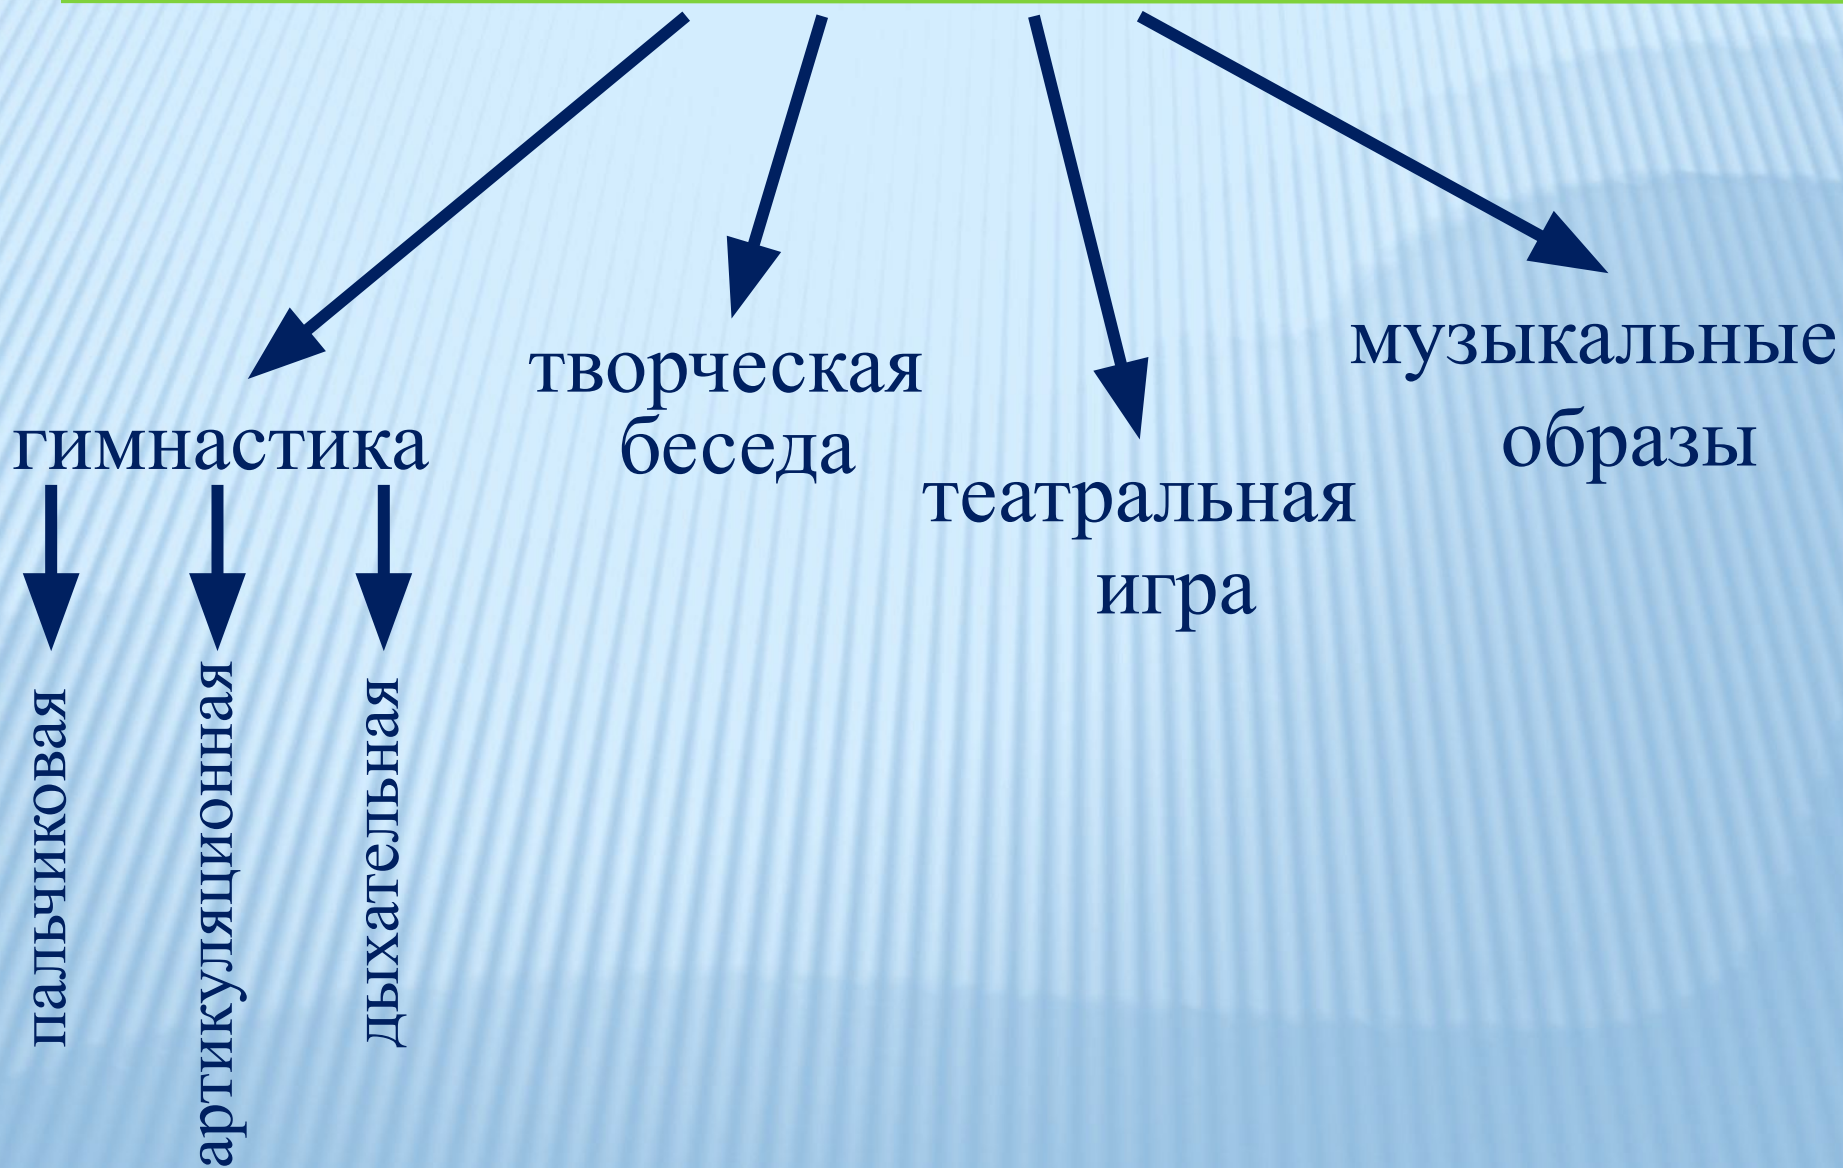 гимнастика
пальчиковая
артикуляционная
дыхательная
творческая
беседа
театральная
игра
музыкальные
образы